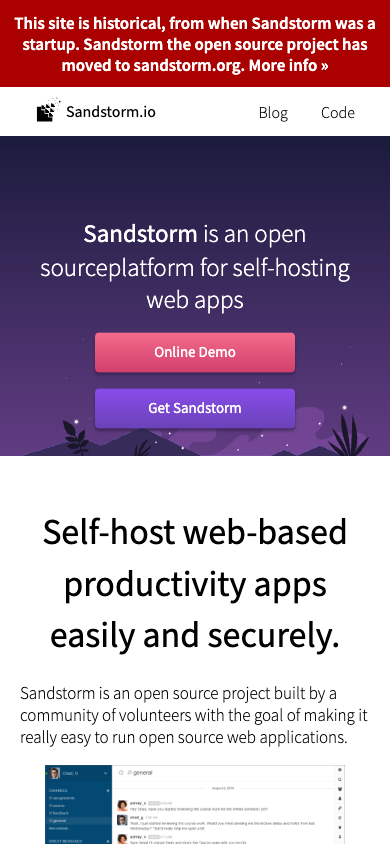 This site is historical, from when Sandstorm was a
startup. Sandstorm the open source project has
moved to sandstorm.org. More info »
Sandstorm.io
Blog
Code
Sandstorm is an open
sourceplatform for self-hosting
web apps
Online Demo
Get Sandstorm
Self-host web-based
productivity apps
easily and securely.
Sandstorm is an open source project built by a
community of volunteers with the goal of making it
really easy to run open source web applications.
# general